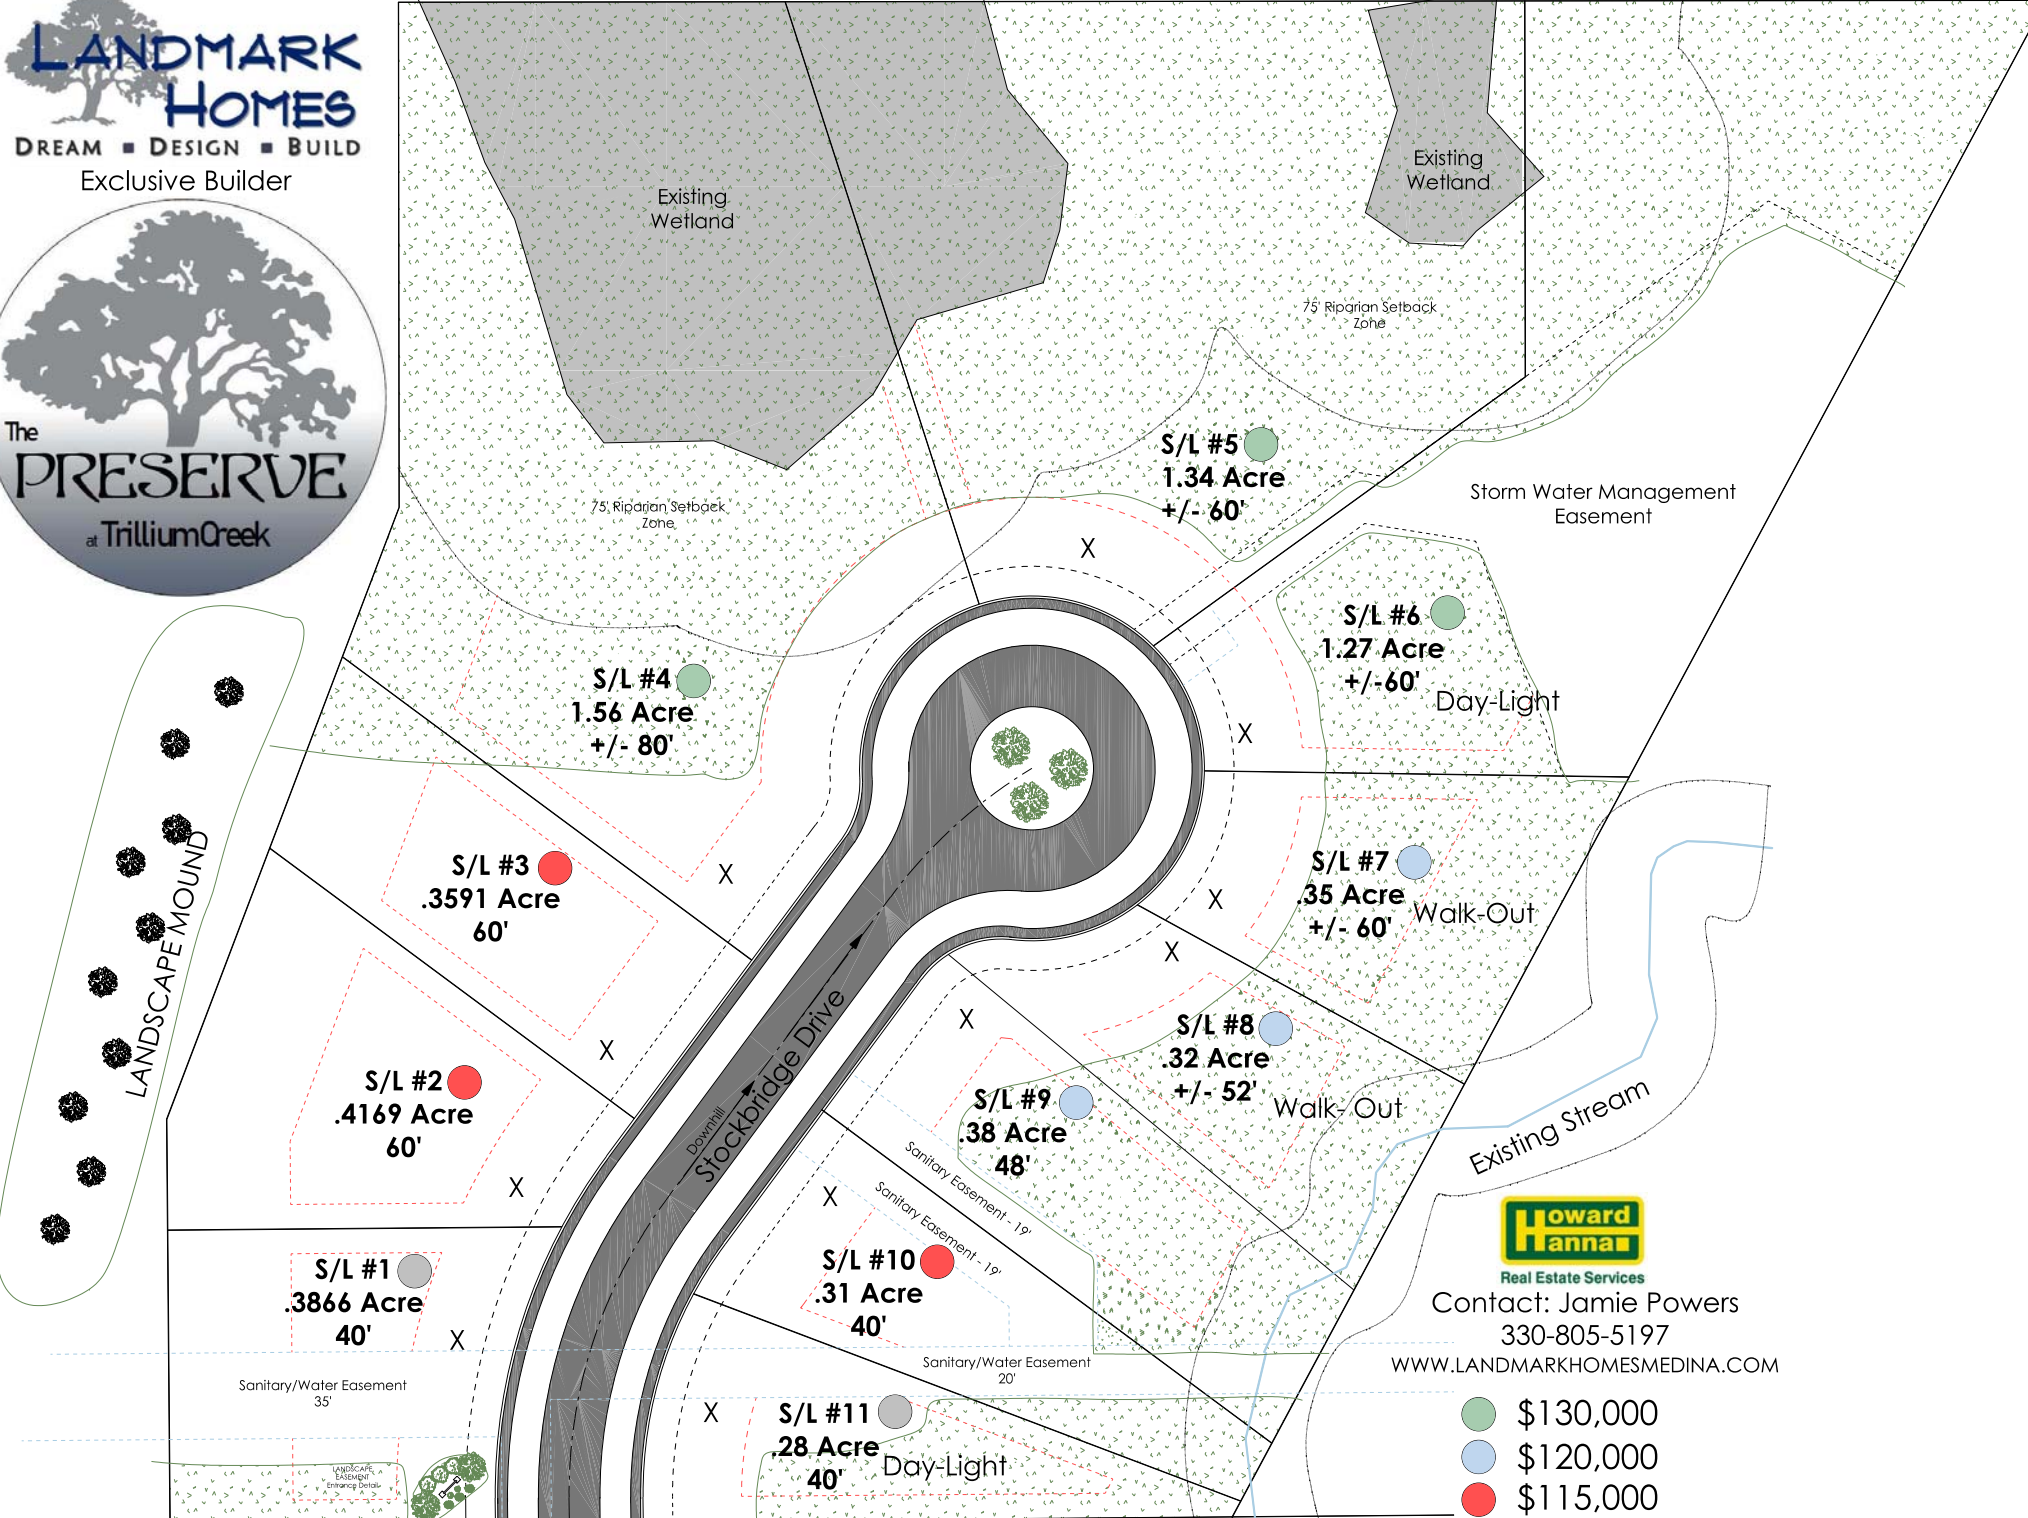 LANDMARK
HOMES
DREAM ▪ DESIGN ▪ BUILD
Exclusive Builder
The
PRESERVE
at TrilliumCreek
LANDSCAPE MOUND
Existing
Wetland
Existing
Wetland
75' Riparian Setback
Zone
75' Riparian Setback
Zone
S/L #5
1.34 Acre
+/- 60'
Storm Water Management
Easement
X
S/L #6
1.27 Acre
+/-60'
Day-Light
S/L #4
1.56 Acre
+/- 80'
X
S/L #3
.3591 Acre
60'
X
S/L #7
.35 Acre
+/- 60'
Walk-Out
X
X
S/L #2
.4169 Acre
60'
X
Downhill
Stockbridge Drive
X
S/L #8
.32 Acre
+/- 52'
Walk- Out
X
S/L #9
.38 Acre
48'
Existing Stream
X
Sanitary Easement - 19'
Sanitary Easement - 19'
X
S/L #1
.3866 Acre
40'
X
S/L #10
.31 Acre
40'
Sanitary/Water Easement
35'
Sanitary/Water Easement
20'
X
S/L #11
.28 Acre
40'
Day-Light
LANDSCAPE
EASEMENT
Entrance Detail
Howard
Hanna
Real Estate Services
Contact: Jamie Powers
330-805-5197
WWW.LANDMARKHOMESMEDINA.COM
$130,000
$120,000
$115,000